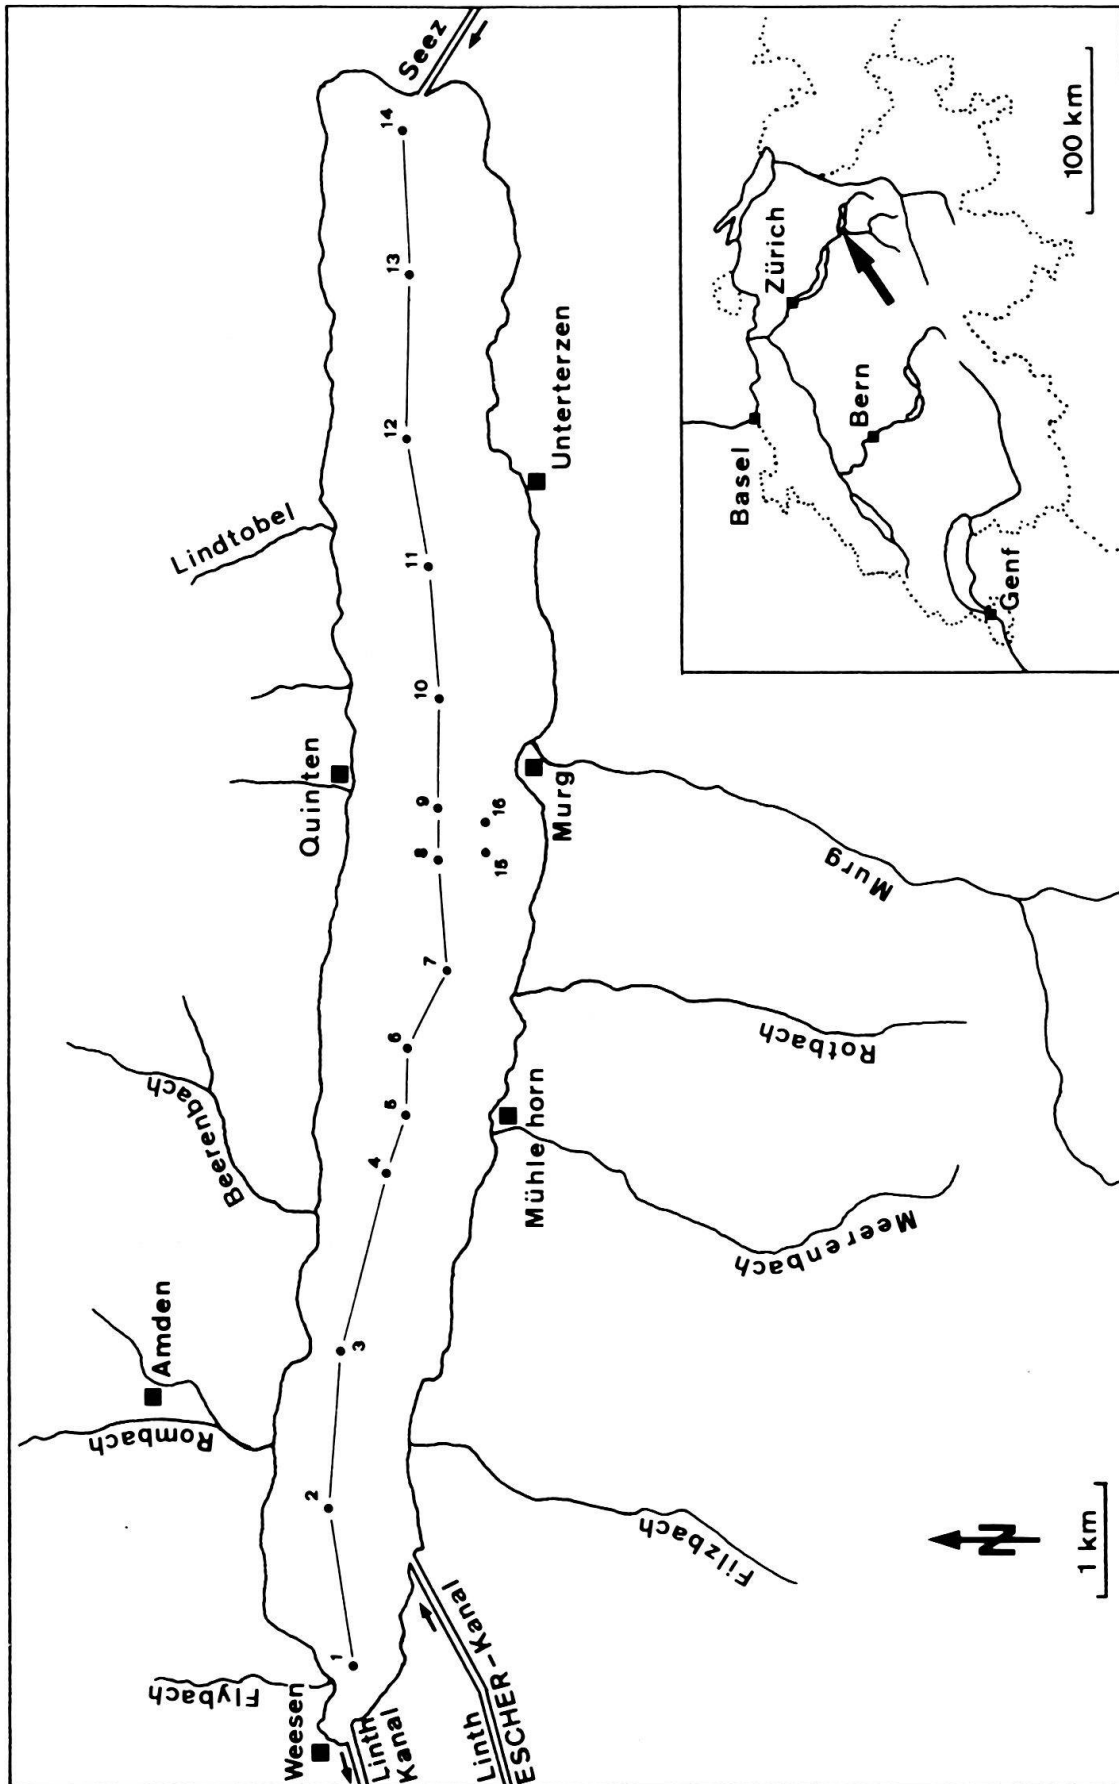 Weesen
Flybach
Linth
Kanal
Linth
ESCHER-Kanal
Rombach
Amden
Filzbach
Beerenbach
Mühlehorn
Meerenbach
Rotbach
Quinten
Murg
Murg
Lindtobel
Unterterzen
Seez
1
2
3
4
5
6
7
8
9
10
11
12
13
14
15
16
N
1 km
Basel
Zürich
Bern
Genf
100 km